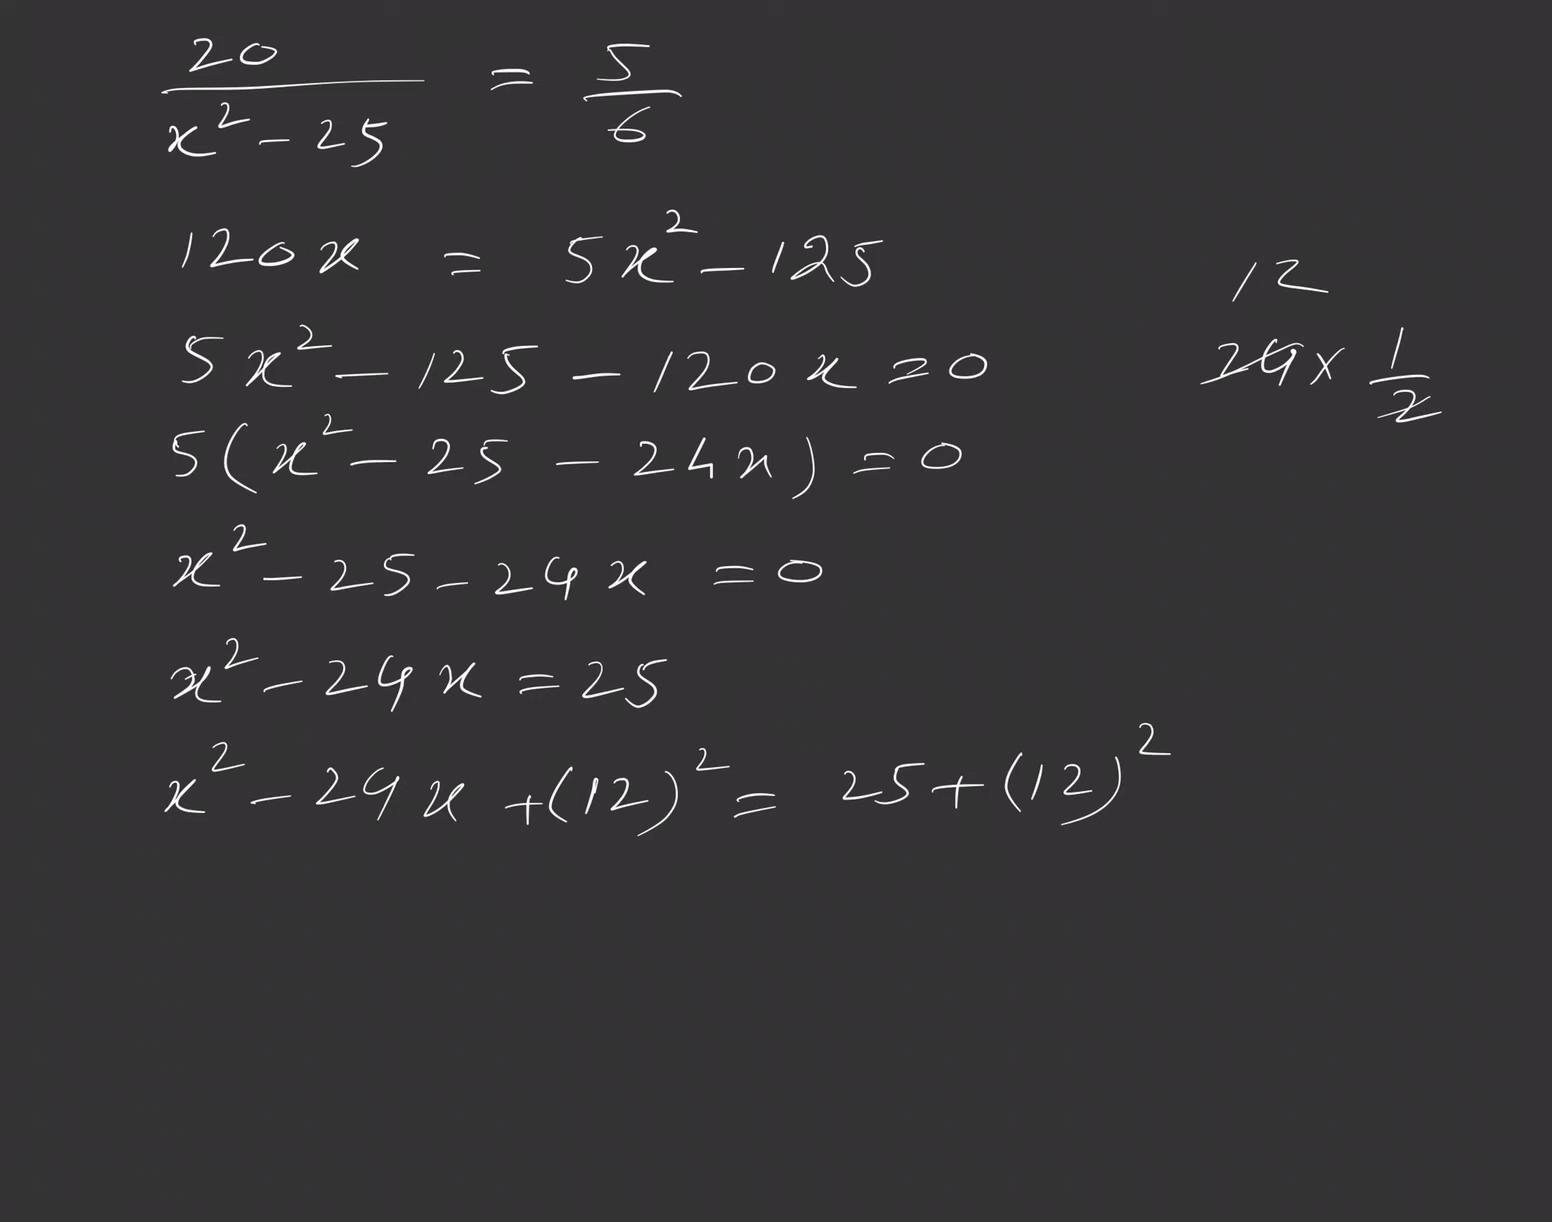 20/(x² - 25) = 5/6
120x = 5x² - 125
12
5x² - 125 - 120x = 0
24 x 1/2
5(x² - 25 - 24x) = 0
x² - 25 - 24x = 0
x² - 24x = 25
x² - 24x + (12)² = 25 + (12)²